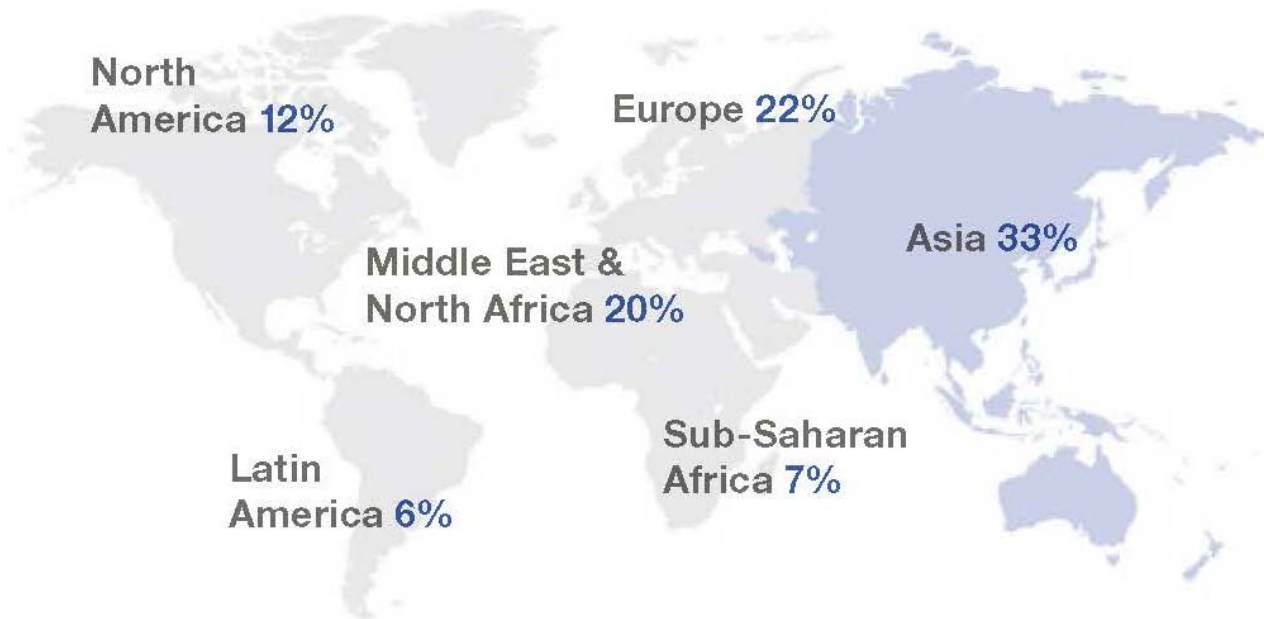 North
America 12%
Europe 22%
Asia 33%
Middle East &
North Africa 20%
Sub-Saharan
Africa 7%
Latin
America 6%